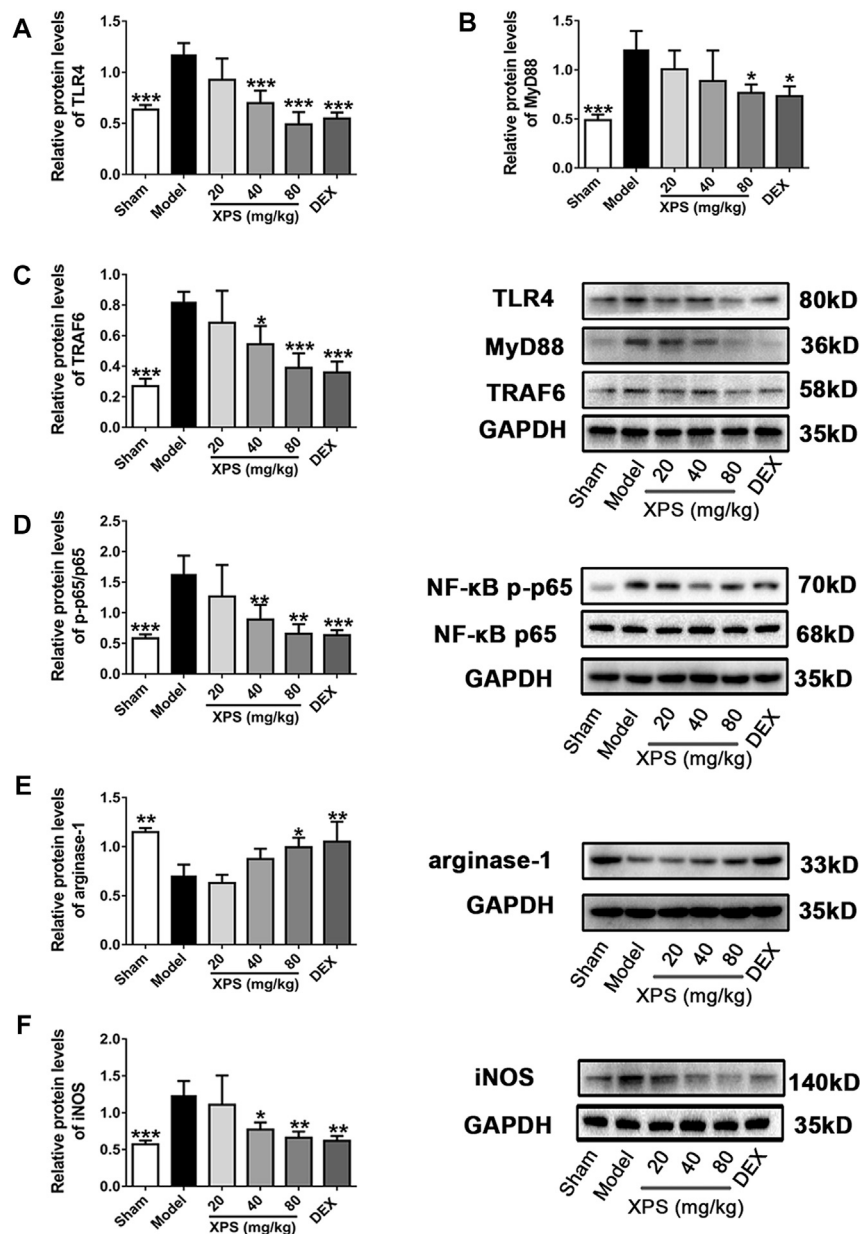 A
Relative protein levels
of TLR4
1.5
1.0
0.5
0.0
***
***
***
***
Sham
Model
20
40
80
DEX
XPS (mg/kg)
B
Relative protein levels
of MyD88
1.5
1.0
0.5
0.0
***
*
*
Sham
Model
20
40
80
DEX
XPS (mg/kg)
C
Relative protein levels
of TRAF6
1.0
0.8
0.6
0.4
0.2
0.0
***
*
***
***
Sham
Model
20
40
80
DEX
XPS (mg/kg)
TLR4 80kD
MyD88 36kD
TRAF6 58kD
GAPDH 35kD
Sham
Model
20
40
80
DEX
XPS (mg/kg)
D
Relative protein levels
of p-p65/p65
2.5
2.0
1.5
1.0
0.5
0.0
***
**
**
***
Sham
Model
20
40
80
DEX
XPS (mg/kg)
NF-κB p-p65 70kD
NF-κB p65 68kD
GAPDH 35kD
Sham
Model
20
40
80
DEX
XPS (mg/kg)
E
Relative protein levels
of arginase-1
1.5
1.0
0.5
0.0
**
*
**
Sham
Model
20
40
80
DEX
XPS (mg/kg)
arginase-1 33kD
GAPDH 35kD
Sham
Model
20
40
80
DEX
XPS (mg/kg)
F
Relative protein levels
of iNOS
2.0
1.5
1.0
0.5
0.0
***
*
**
**
Sham
Model
20
40
80
DEX
XPS (mg/kg)
iNOS 140kD
GAPDH 35kD
Sham
Model
20
40
80
DEX
XPS (mg/kg)